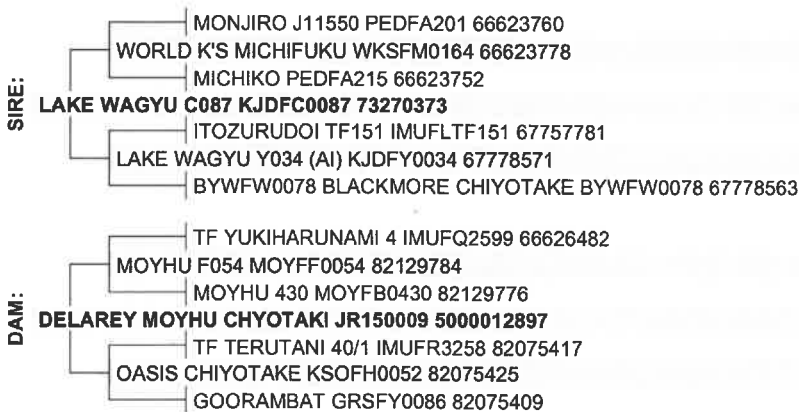 SIRE:
MONJIRO J11550 PEDFA201 66623760
WORLD K'S MICHIFUKU WKSFM0164 66623778
MICHIKO PEDFA215 66623752
LAKE WAGYU C087 KJDFC0087 73270373
ITOZURUDOI TF151 IMUFLTF151 67757781
LAKE WAGYU Y034 (AI) KJDFY0034 67778571
BYWFW0078 BLACKMORE CHIYOTAKE BYWFW0078 67778563
DAM:
TF YUKIHARUNAMI 4 IMUFQ2599 66626482
MOYHU F054 MOYFF0054 82129784
MOYHU 430 MOYFB0430 82129776
DELAREY MOYHU CHYOTAKI JR150009 5000012897
TF TERUTANI 40/1 IMUFR3258 82075417
OASIS CHIYOTAKE KSOFH0052 82075425
GOORAMBAT GRSFY0086 82075409